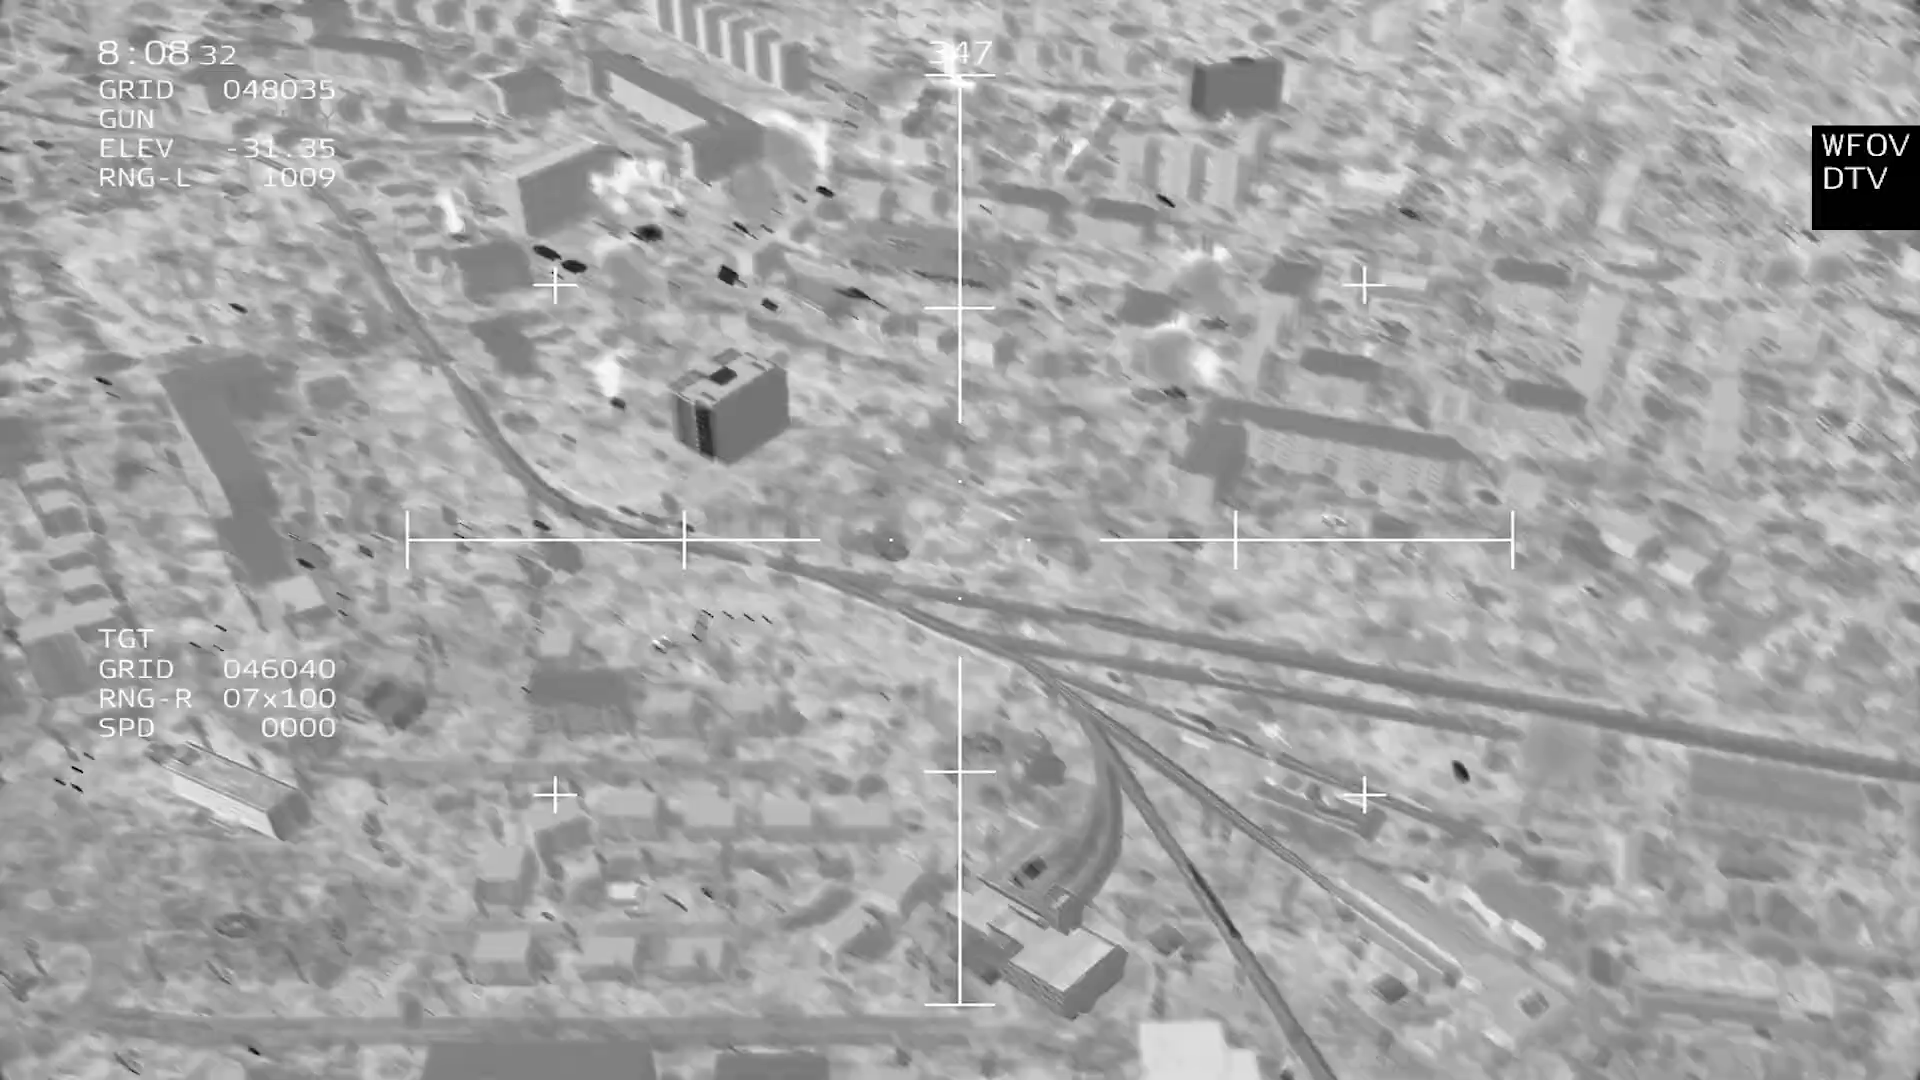 8:08 32
GRID 048035
GUN
ELEV -31.35
RNG-L 1009
347
WFOV
DTV
TGT
GRID 046040
RNG-R 07x100
SPD 0000